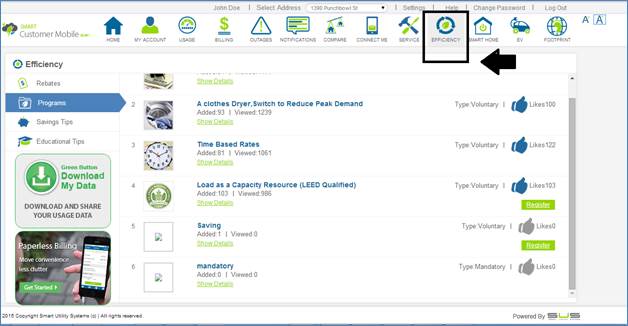 John Doe | Select Address 1390 Punchbowl St | Settings | Help | Change Password | Log Out
SMART
Customer Mobile
HOME MY ACCOUNT USAGE BILLING OUTAGES NOTIFICATIONS COMPARE CONNECT ME SERVICE EFFICIENCY SMART HOME EV FOOTPRINT
A- A
Efficiency
Rebates
Programs
Savings Tips
Educational Tips
Green Button
Download
My Data
DOWNLOAD AND SHARE
YOUR USAGE DATA
Paperless Billing
Move convenience
less clutter
Get Started
Show Details
2 A clothes Dryer,Switch to Reduce Peak Demand Type:Voluntary | Likes100
Added:93 | Viewed:1239
Show Details
3 Time Based Rates Type:Voluntary | Likes122
Added:81 | Viewed:1061
Show Details
4 Load as a Capacity Resource (LEED Qualified) Type:Voluntary | Likes103
Added:103 | Viewed:986
Show Details Register
5 Saving Type:Voluntary | Likes0
Added:1 | Viewed:0
Show Details Register
6 mandatory Type:Mandatory | Likes0
Added:0 | Viewed:0
Show Details
2015 Copyright Smart Utility Systems (c) | All rights reserved.
Powered By SUS